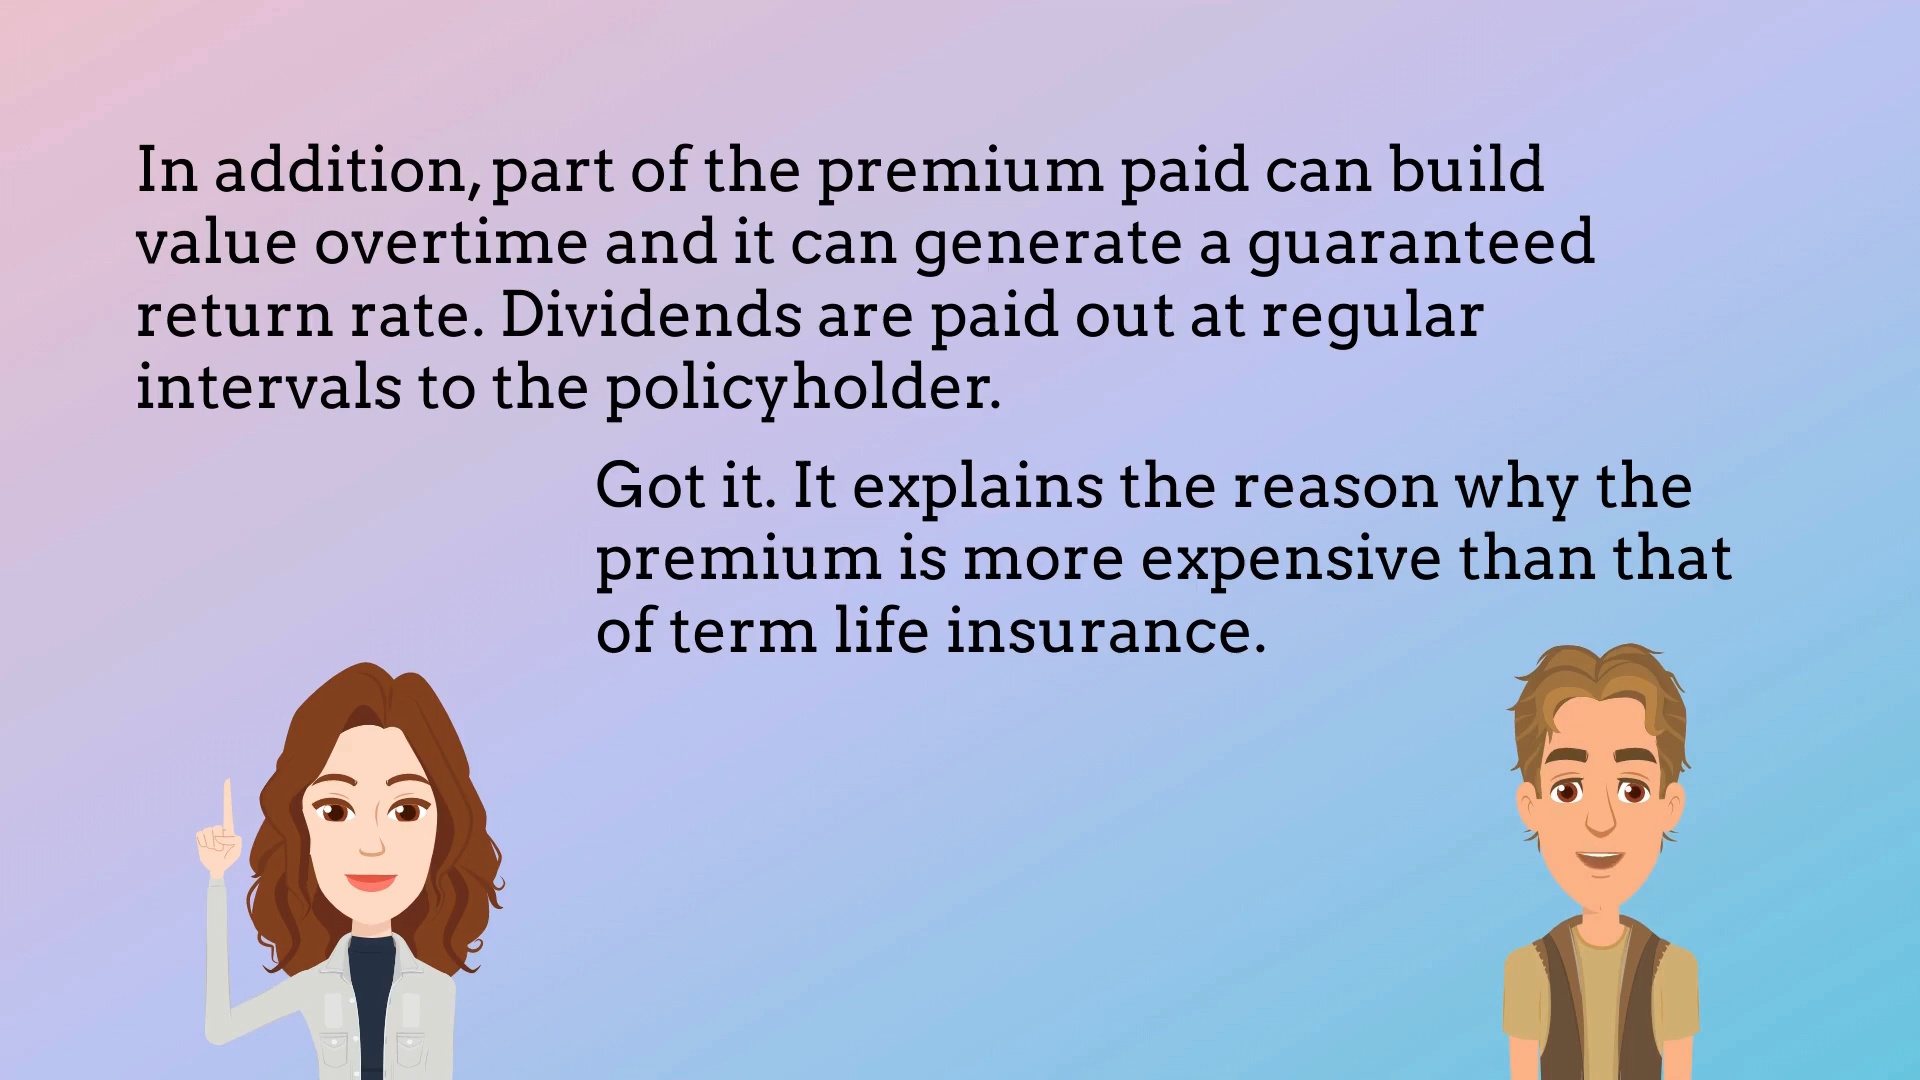 In addition, part of the premium paid can build
value overtime and it can generate a guaranteed
return rate. Dividends are paid out at regular
intervals to the policyholder.
Got it. It explains the reason why the
premium is more expensive than that
of term life insurance.